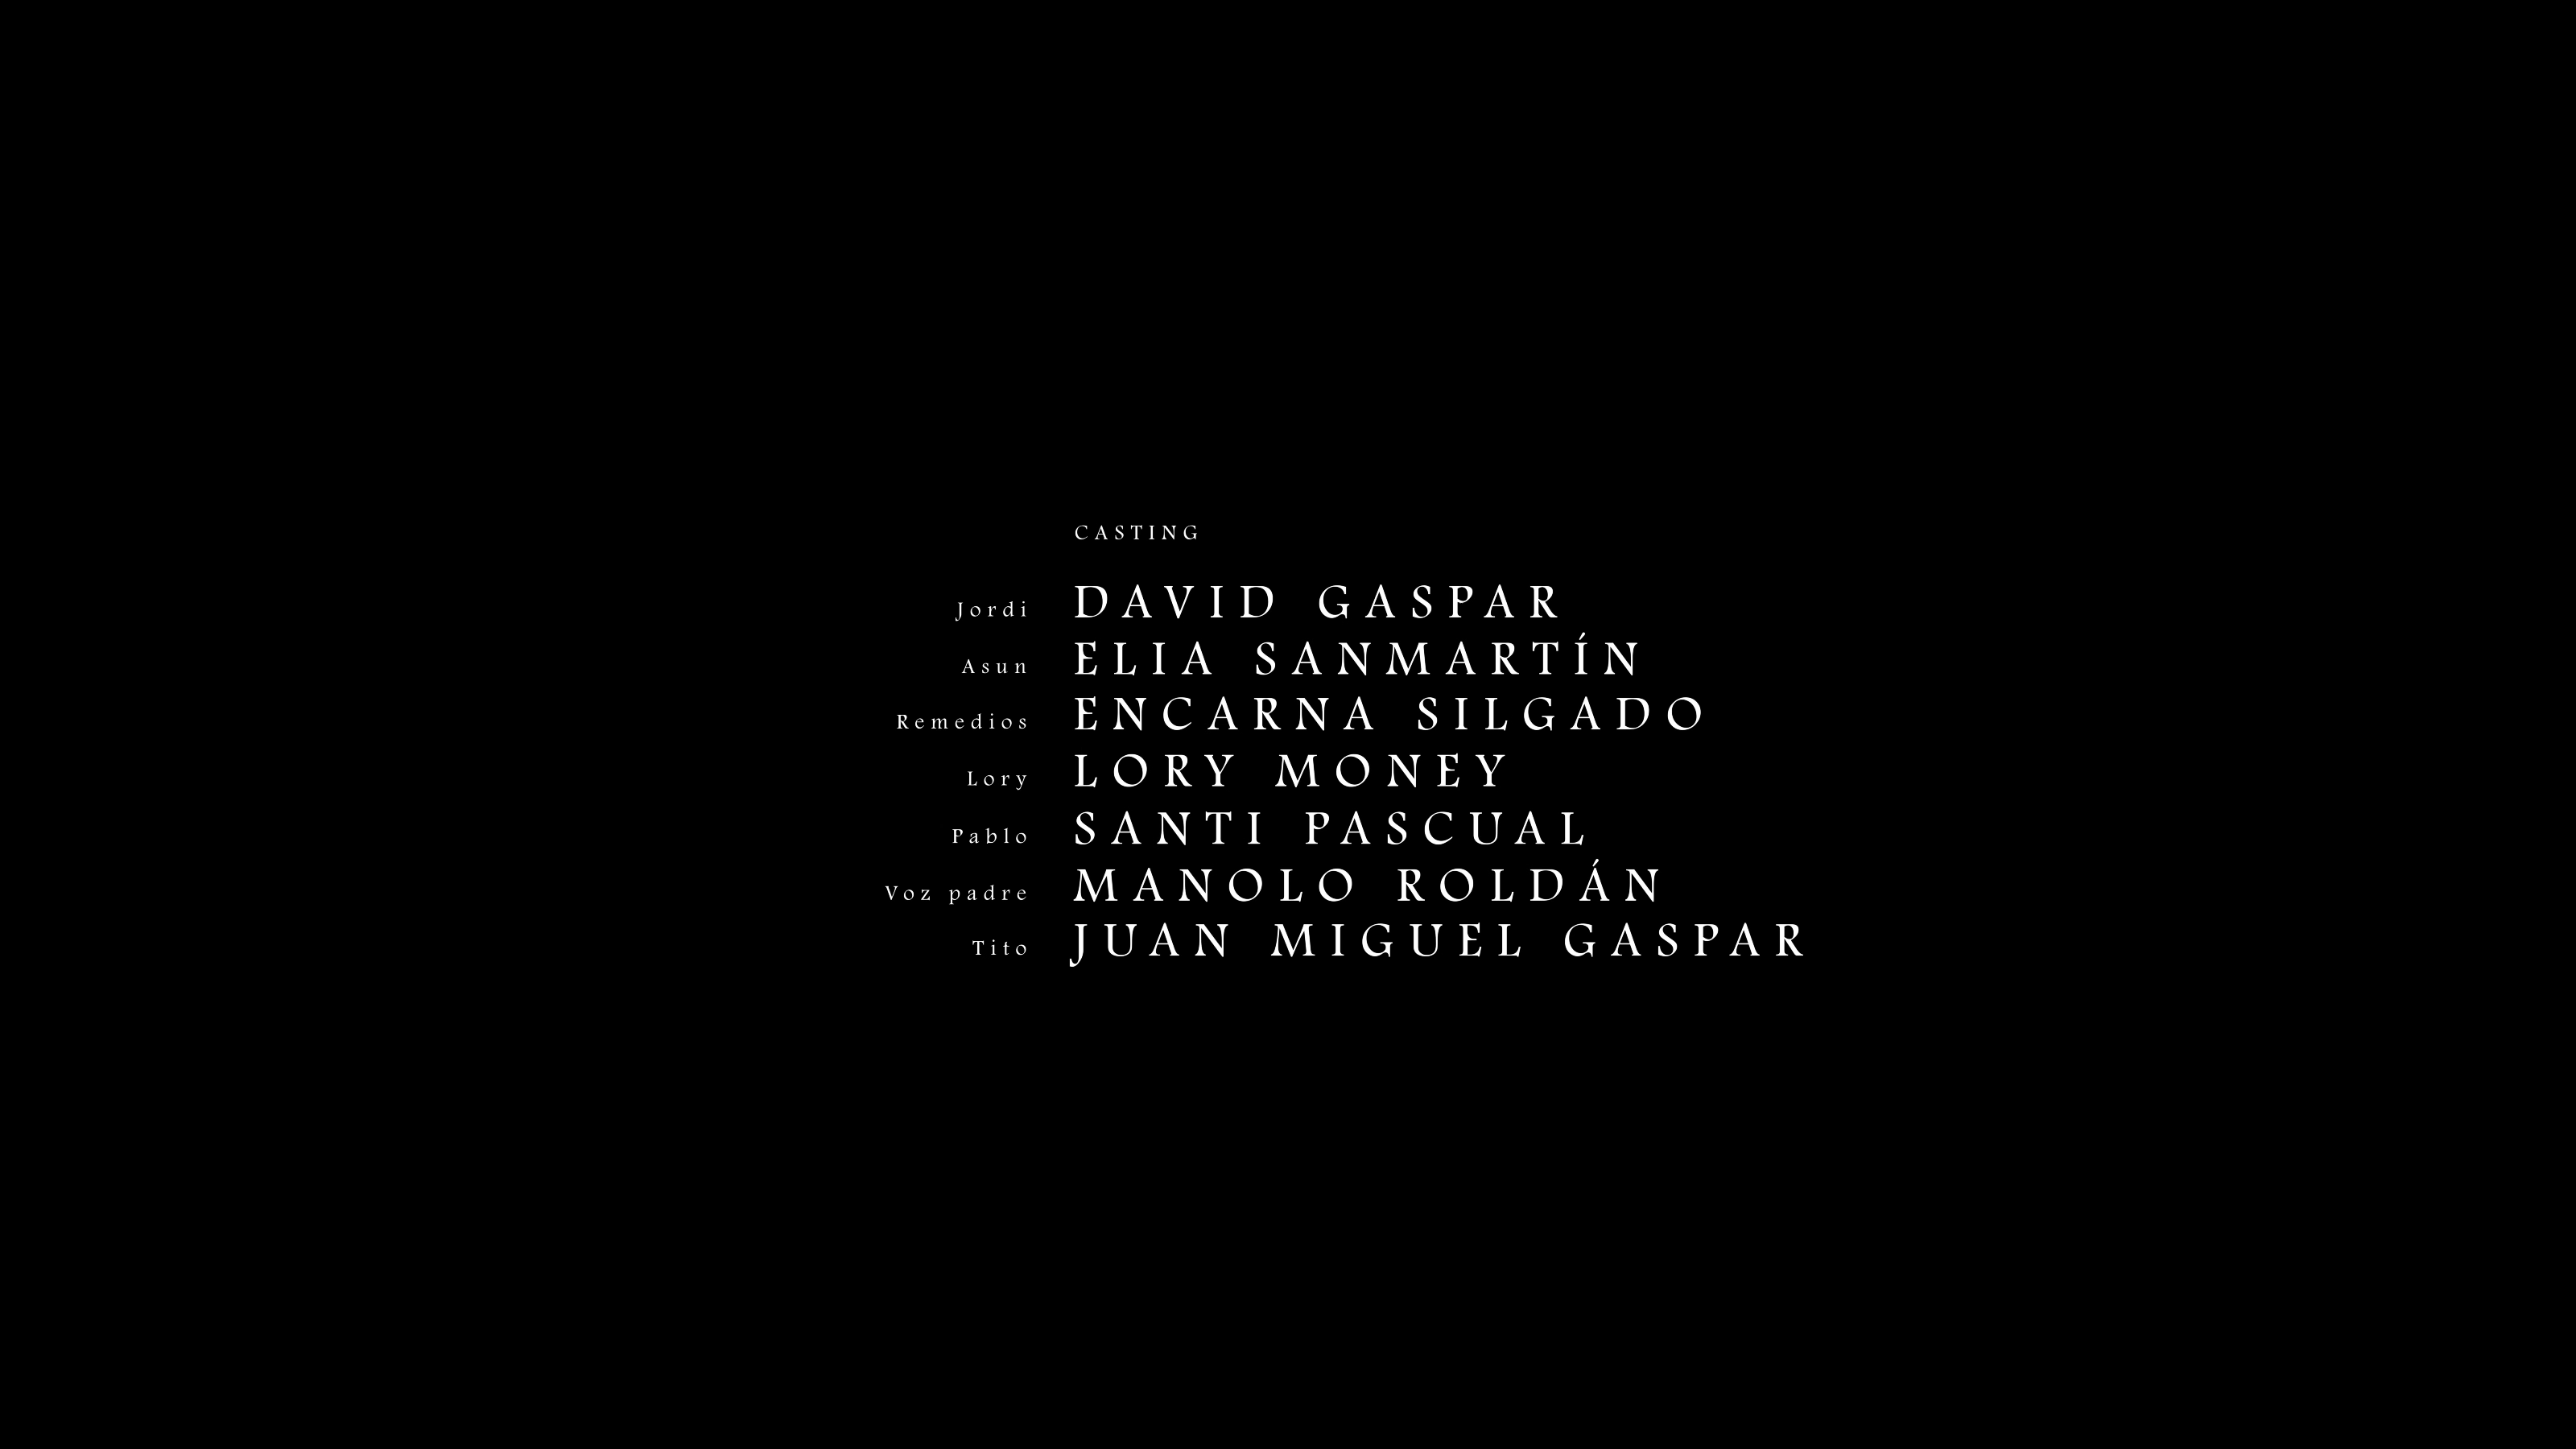 CASTING
Jordi DAVID GASPAR
Asun ELIA SANMARTÍN
Remedios ENCARNA SILGADO
Lory LORY MONEY
Pablo SANTI PASCUAL
Voz padre MANOLO ROLDÁN
Tito JUAN MIGUEL GASPAR